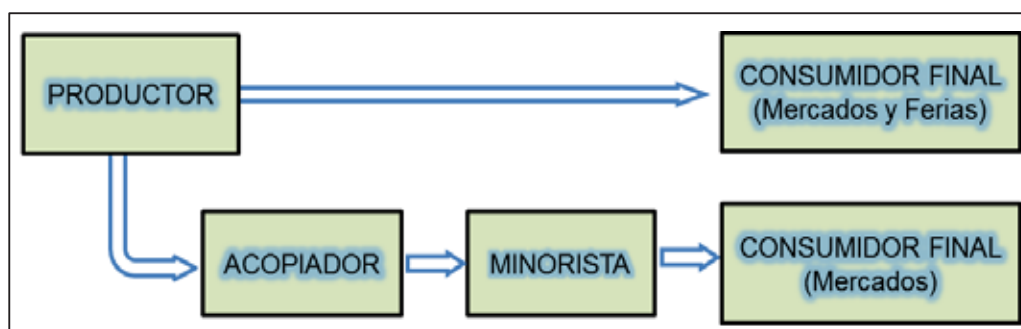 PRODUCTOR
CONSUMIDOR FINAL
(Mercados y Ferias)
ACOPIADOR
MINORISTA
CONSUMIDOR FINAL
(Mercados)